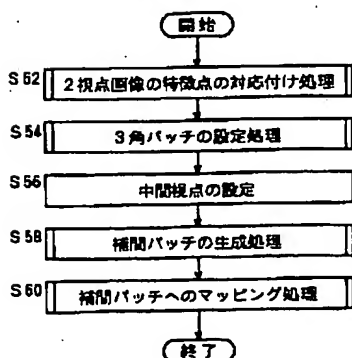 開始
S52
2視点画像の特徴点の対応付け処理
S54
3角パッチの設定処理
S56
中間視点の設定
S58
補間パッチの生成処理
S60
補間パッチへのマッピング処理
終了